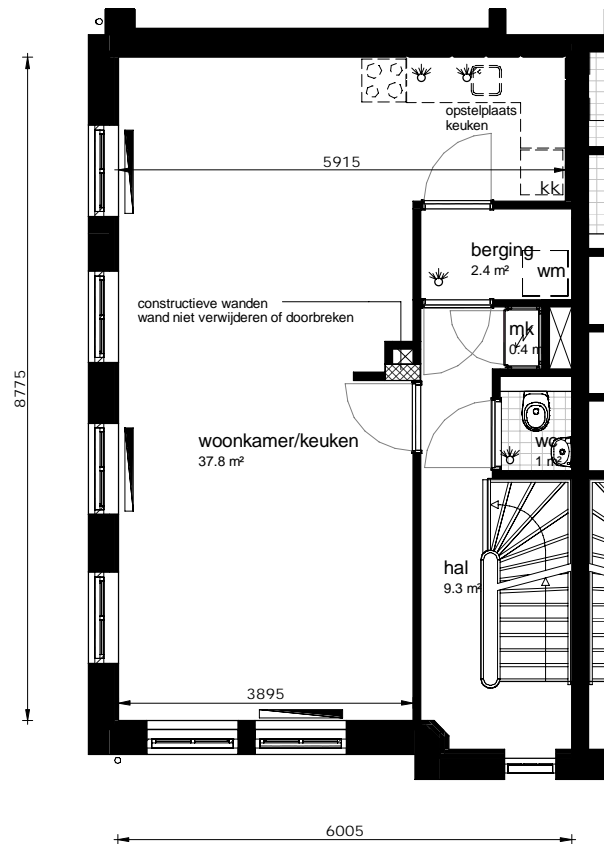 opstelplaats
keuken
5915
kk
berging
2.4 m²
wm
constructieve wanden
wand niet verwijderen of doorbreken
mk
0.4 m
8775
woonkamer/keuken
37.8 m²
wc
1 m²
hal
9.3 m²
3895
6005